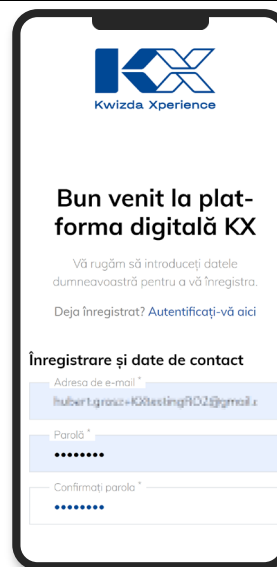 KX
Kwizda Xperience
Bun venit la plat-
forma digitală KX
Vă rugăm să introduceți datele
dumneavoastră pentru a vă înregistra.
Deja înregistrat? Autentificați-vă aici
Înregistrare și date de contact
Adresa de e-mail *
Parolă *
••••••••
Confirmați parola *
••••••••